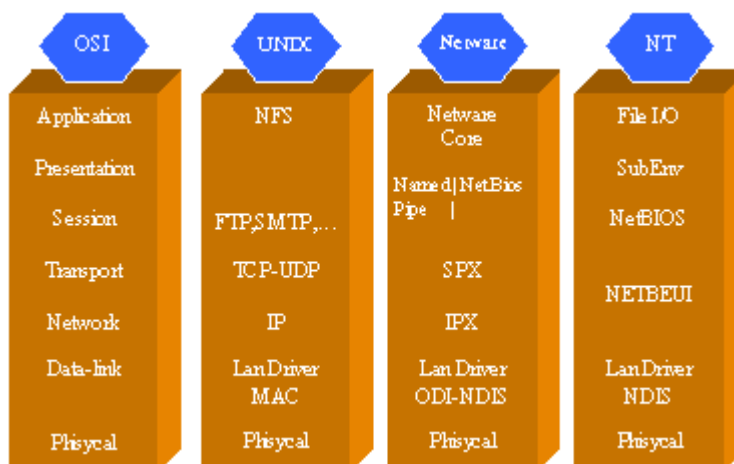 OSI
Application
Presentation
Session
Transport
Network
Data-link
Phisycal
UNIX
NFS
FTP,SMTP,...
TCP-UDP
IP
Lan Driver
MAC
Phisycal
Netware
Netware
Core
Named|NetBios
Pipe |
SPX
IPX
Lan Driver
ODI-NDIS
Phisycal
NT
File I/O
SubEnv
NetBIOS
NETBEUI
Lan Driver
NDIS
Phisycal